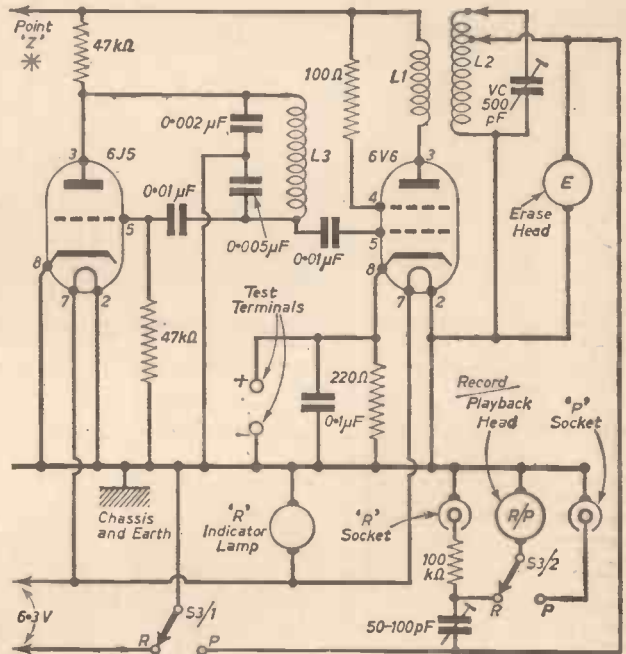 Point
'Z'
✳
47kΩ
100Ω
L1
L2
VC
500
pF
0·002 μF
L3
6J5
3
0·01μF
5
0·005μF
6V6
3
4
5
0·01μF
E
Erase
Head
8
7
2
8
7
2
47kΩ
Test
Terminals
+
-
220Ω
0·1μF
Record
Playback
Head
'P'
Socket
Chassis
and Earth
'R'
Indicator
Lamp
'R'
Socket
R/P
100
kΩ
S3/2
S3/1
R
P
6·3V
R
P
50-100pF